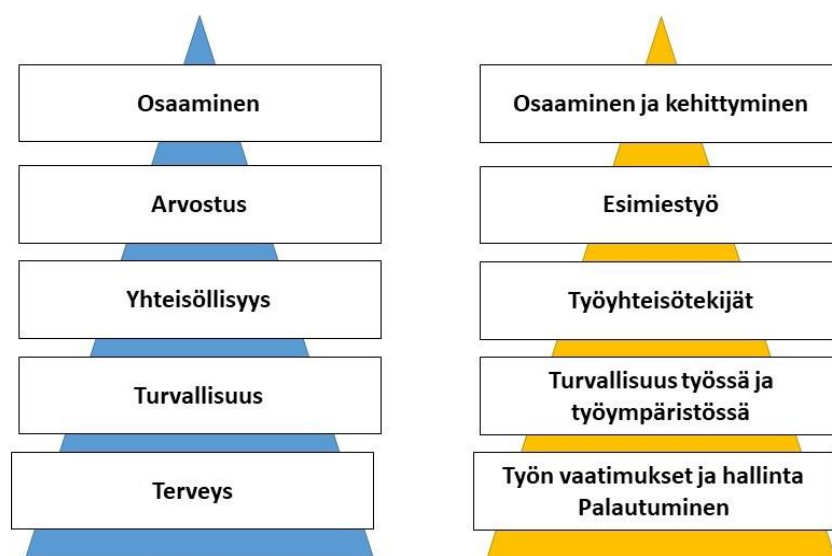 Osaaminen
Arvostus
Yhteisöllisyys
Turvallisuus
Terveys
Osaaminen ja kehittyminen
Esimiestyö
Työyhteisötekijät
Turvallisuus työssä ja
työympäristössä
Työn vaatimukset ja hallinta
Palautuminen